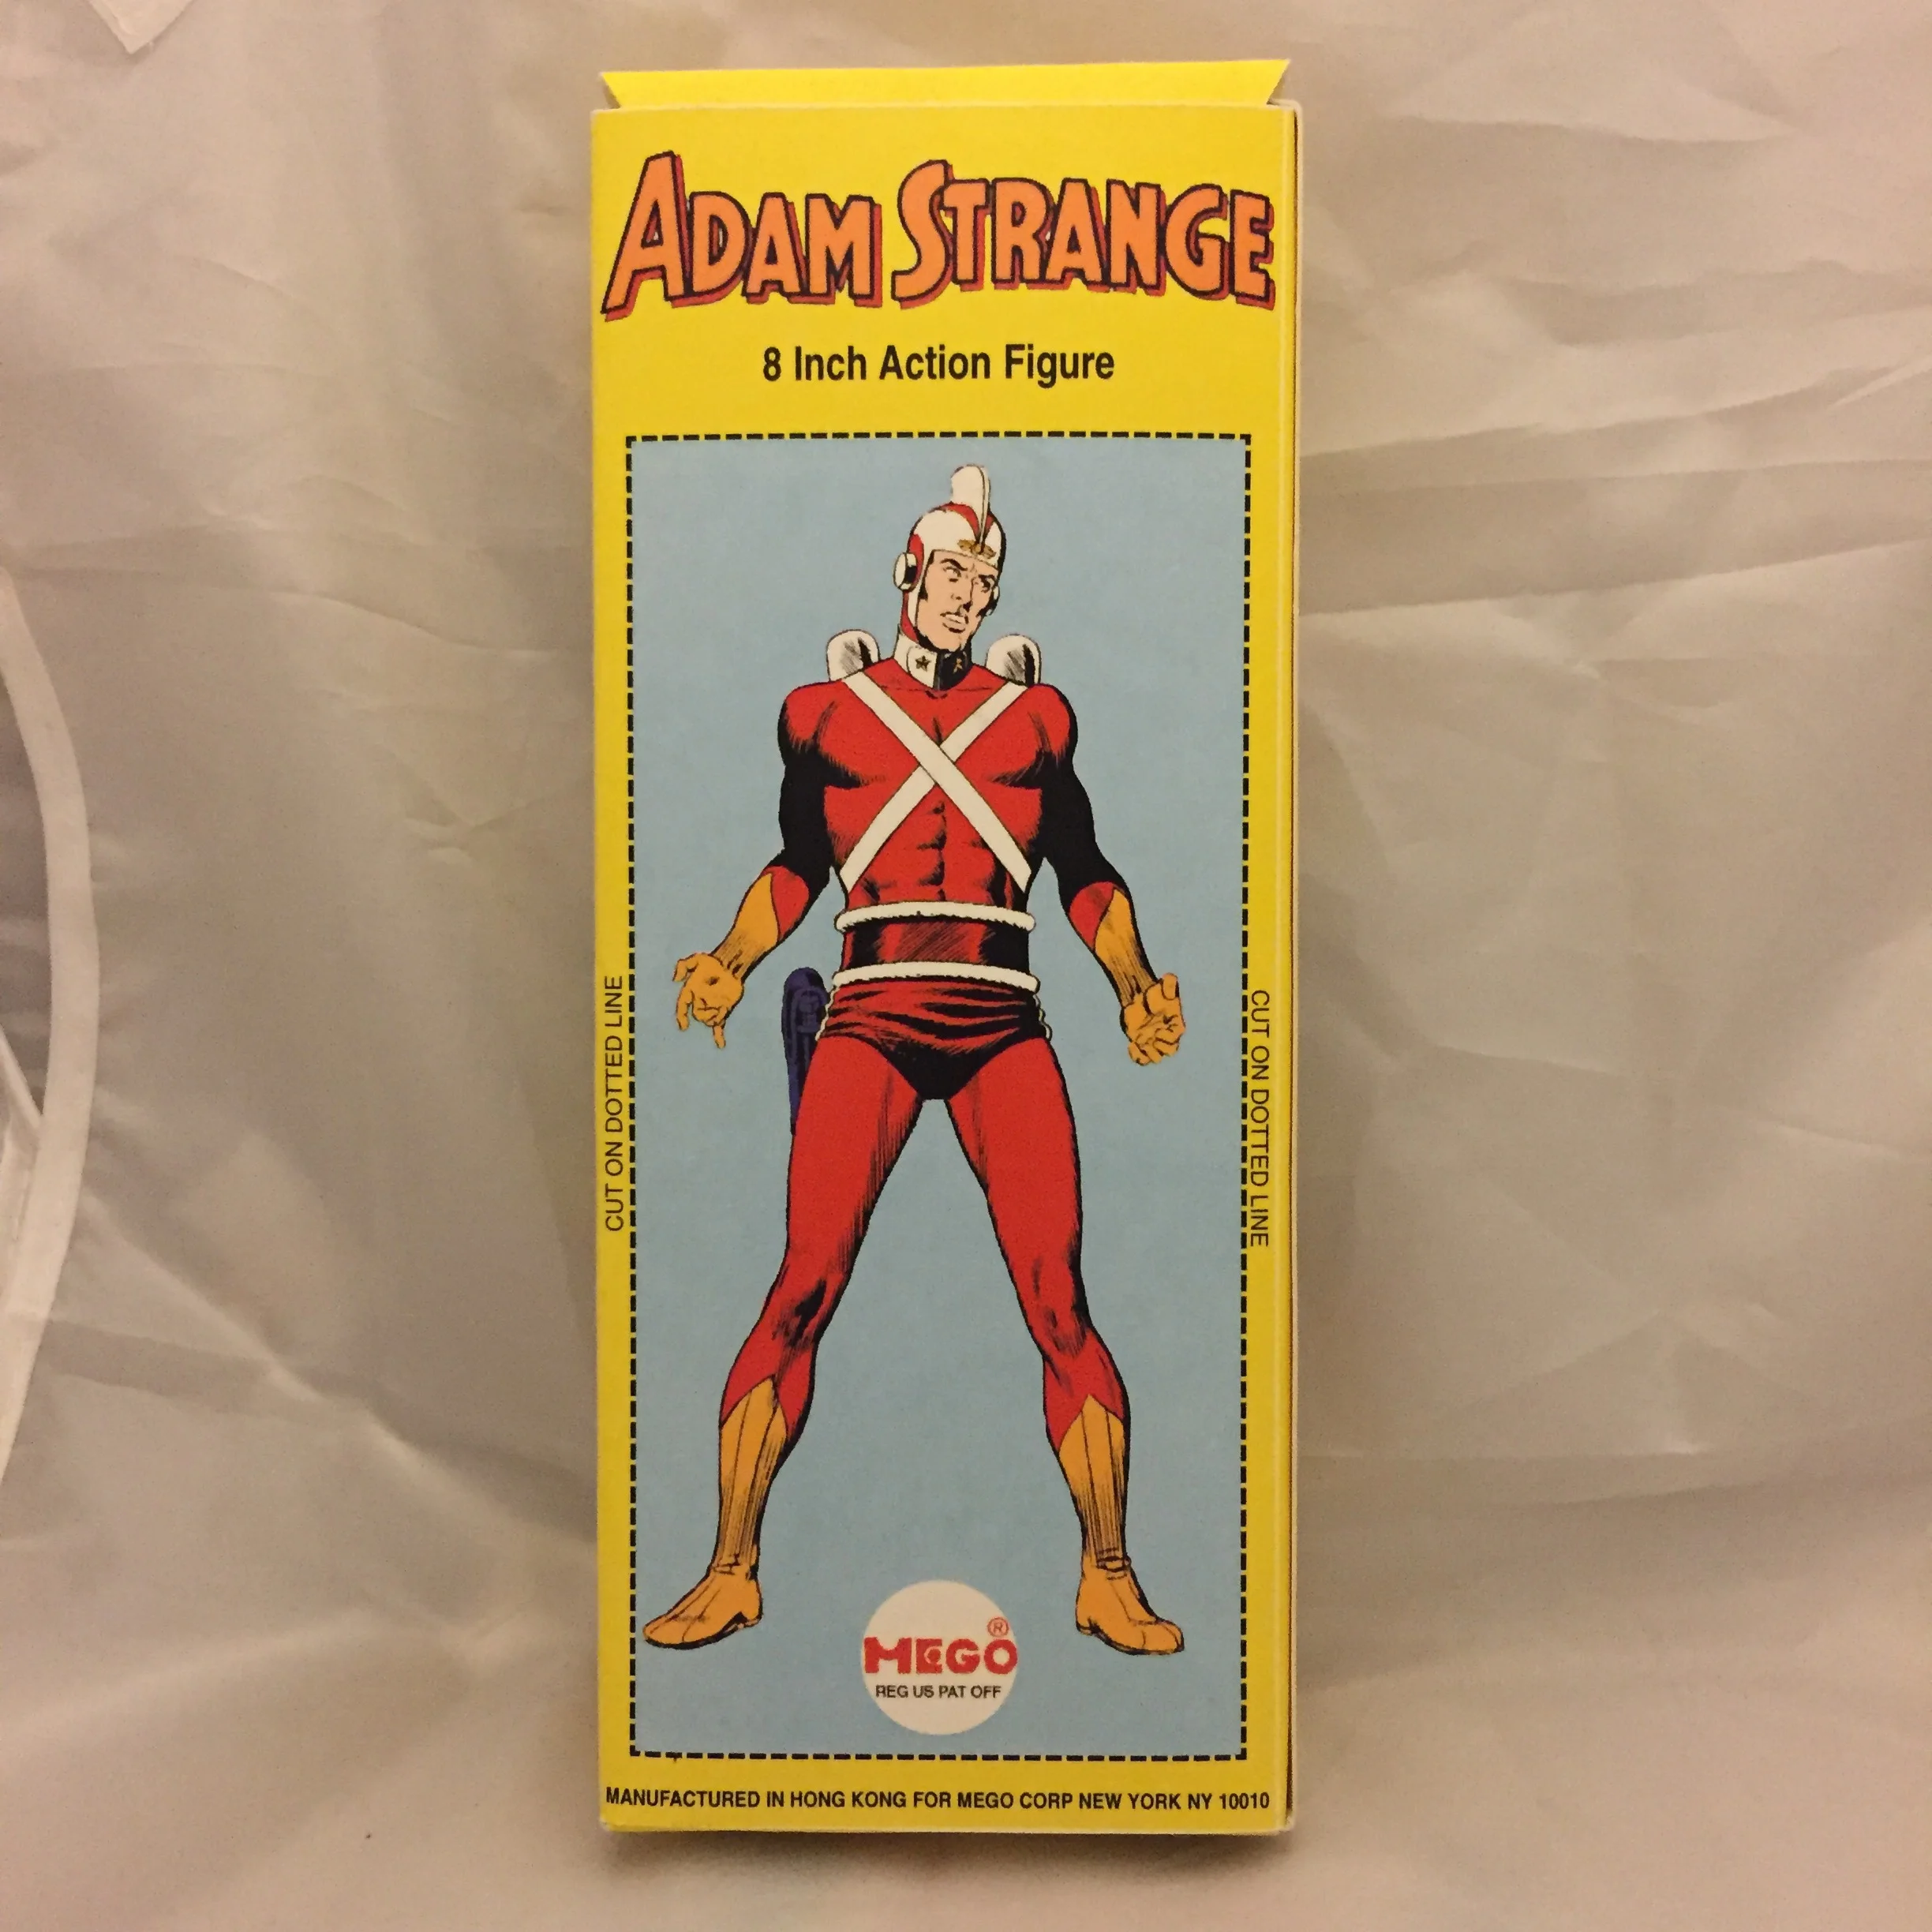 ADAM STRANGE
8 Inch Action Figure
CUT ON DOTTED LINE
CUT ON DOTTED LINE
MEGO®
REG US PAT OFF
MANUFACTURED IN HONG KONG FOR MEGO CORP NEW YORK NY 10010